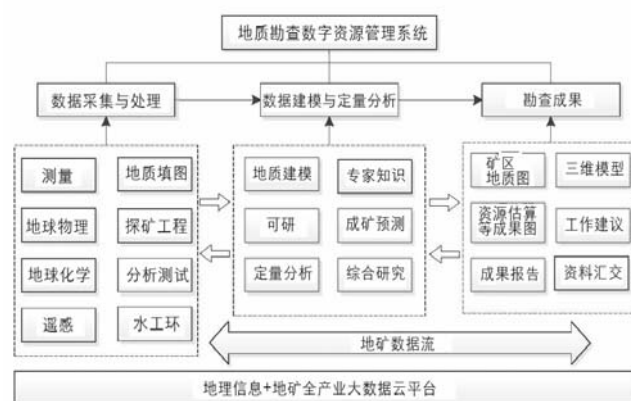 地质勘查数字资源管理系统
数据采集与处理
数据建模与定量分析
勘查成果
测量
地质填图
地球物理
探矿工程
地球化学
分析测试
遥感
水工环
地质建模
专家知识
可研
成矿预测
定量分析
综合研究
矿区
地质图
三维模型
资源估算
等成果图
工作建议
成果报告
资料汇交
地矿数据流
地理信息+地矿全产业大数据云平台